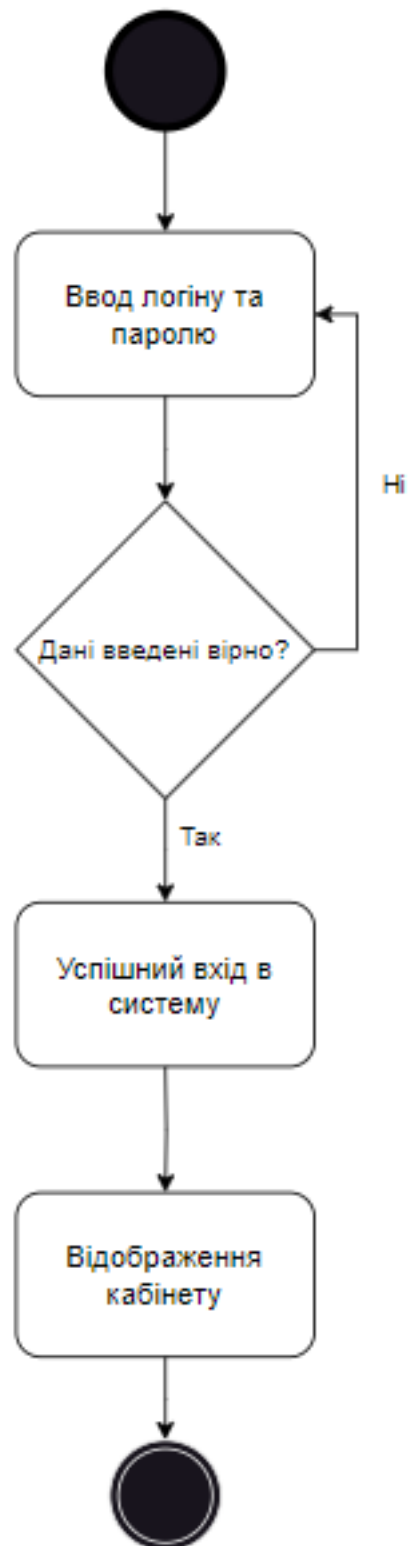 Ввод логіну та
паролю
Ні
Дані введені вірно?
Так
Успішний вхід в
систему
Відображення
кабінету